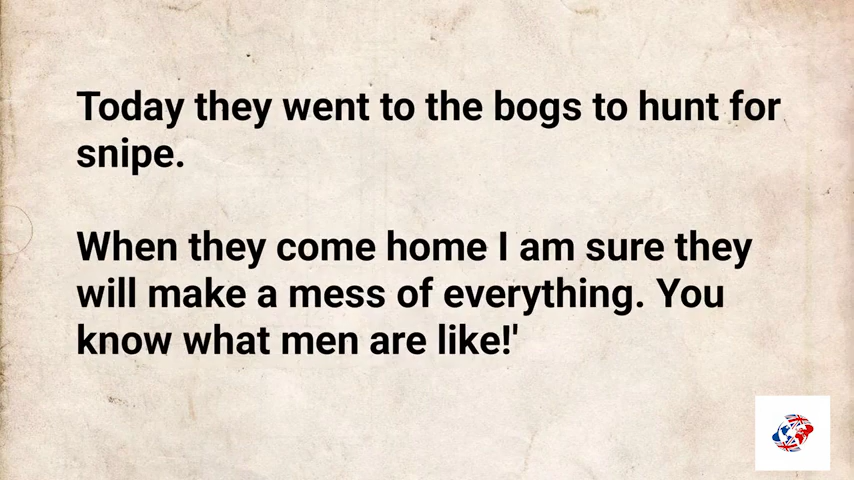 Today they went to the bogs to hunt for
snipe.
When they come home I am sure they
will make a mess of everything. You
know what men are like!'